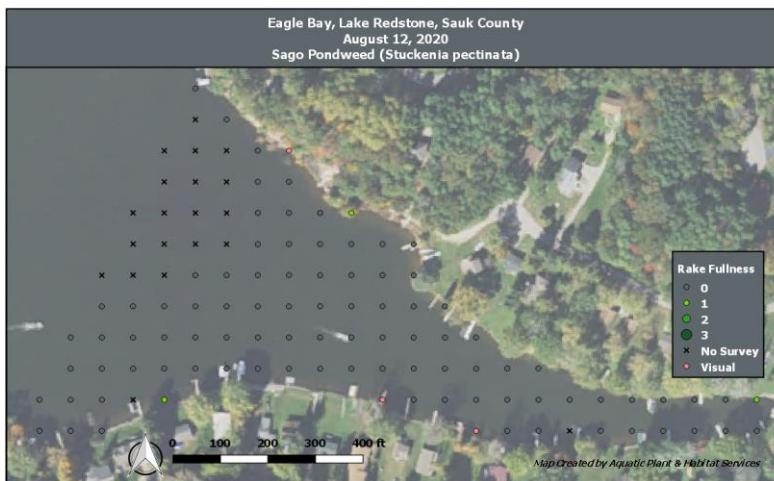 Eagle Bay, Lake Redstone, Sauk County
August 12, 2020
Sago Pondweed (Stuckenia pectinata)
Rake Fullness
0
1
2
3
No Survey
Visual
0 100 200 300 400 ft
Map Created by Aquatic Plant & Habitat Services